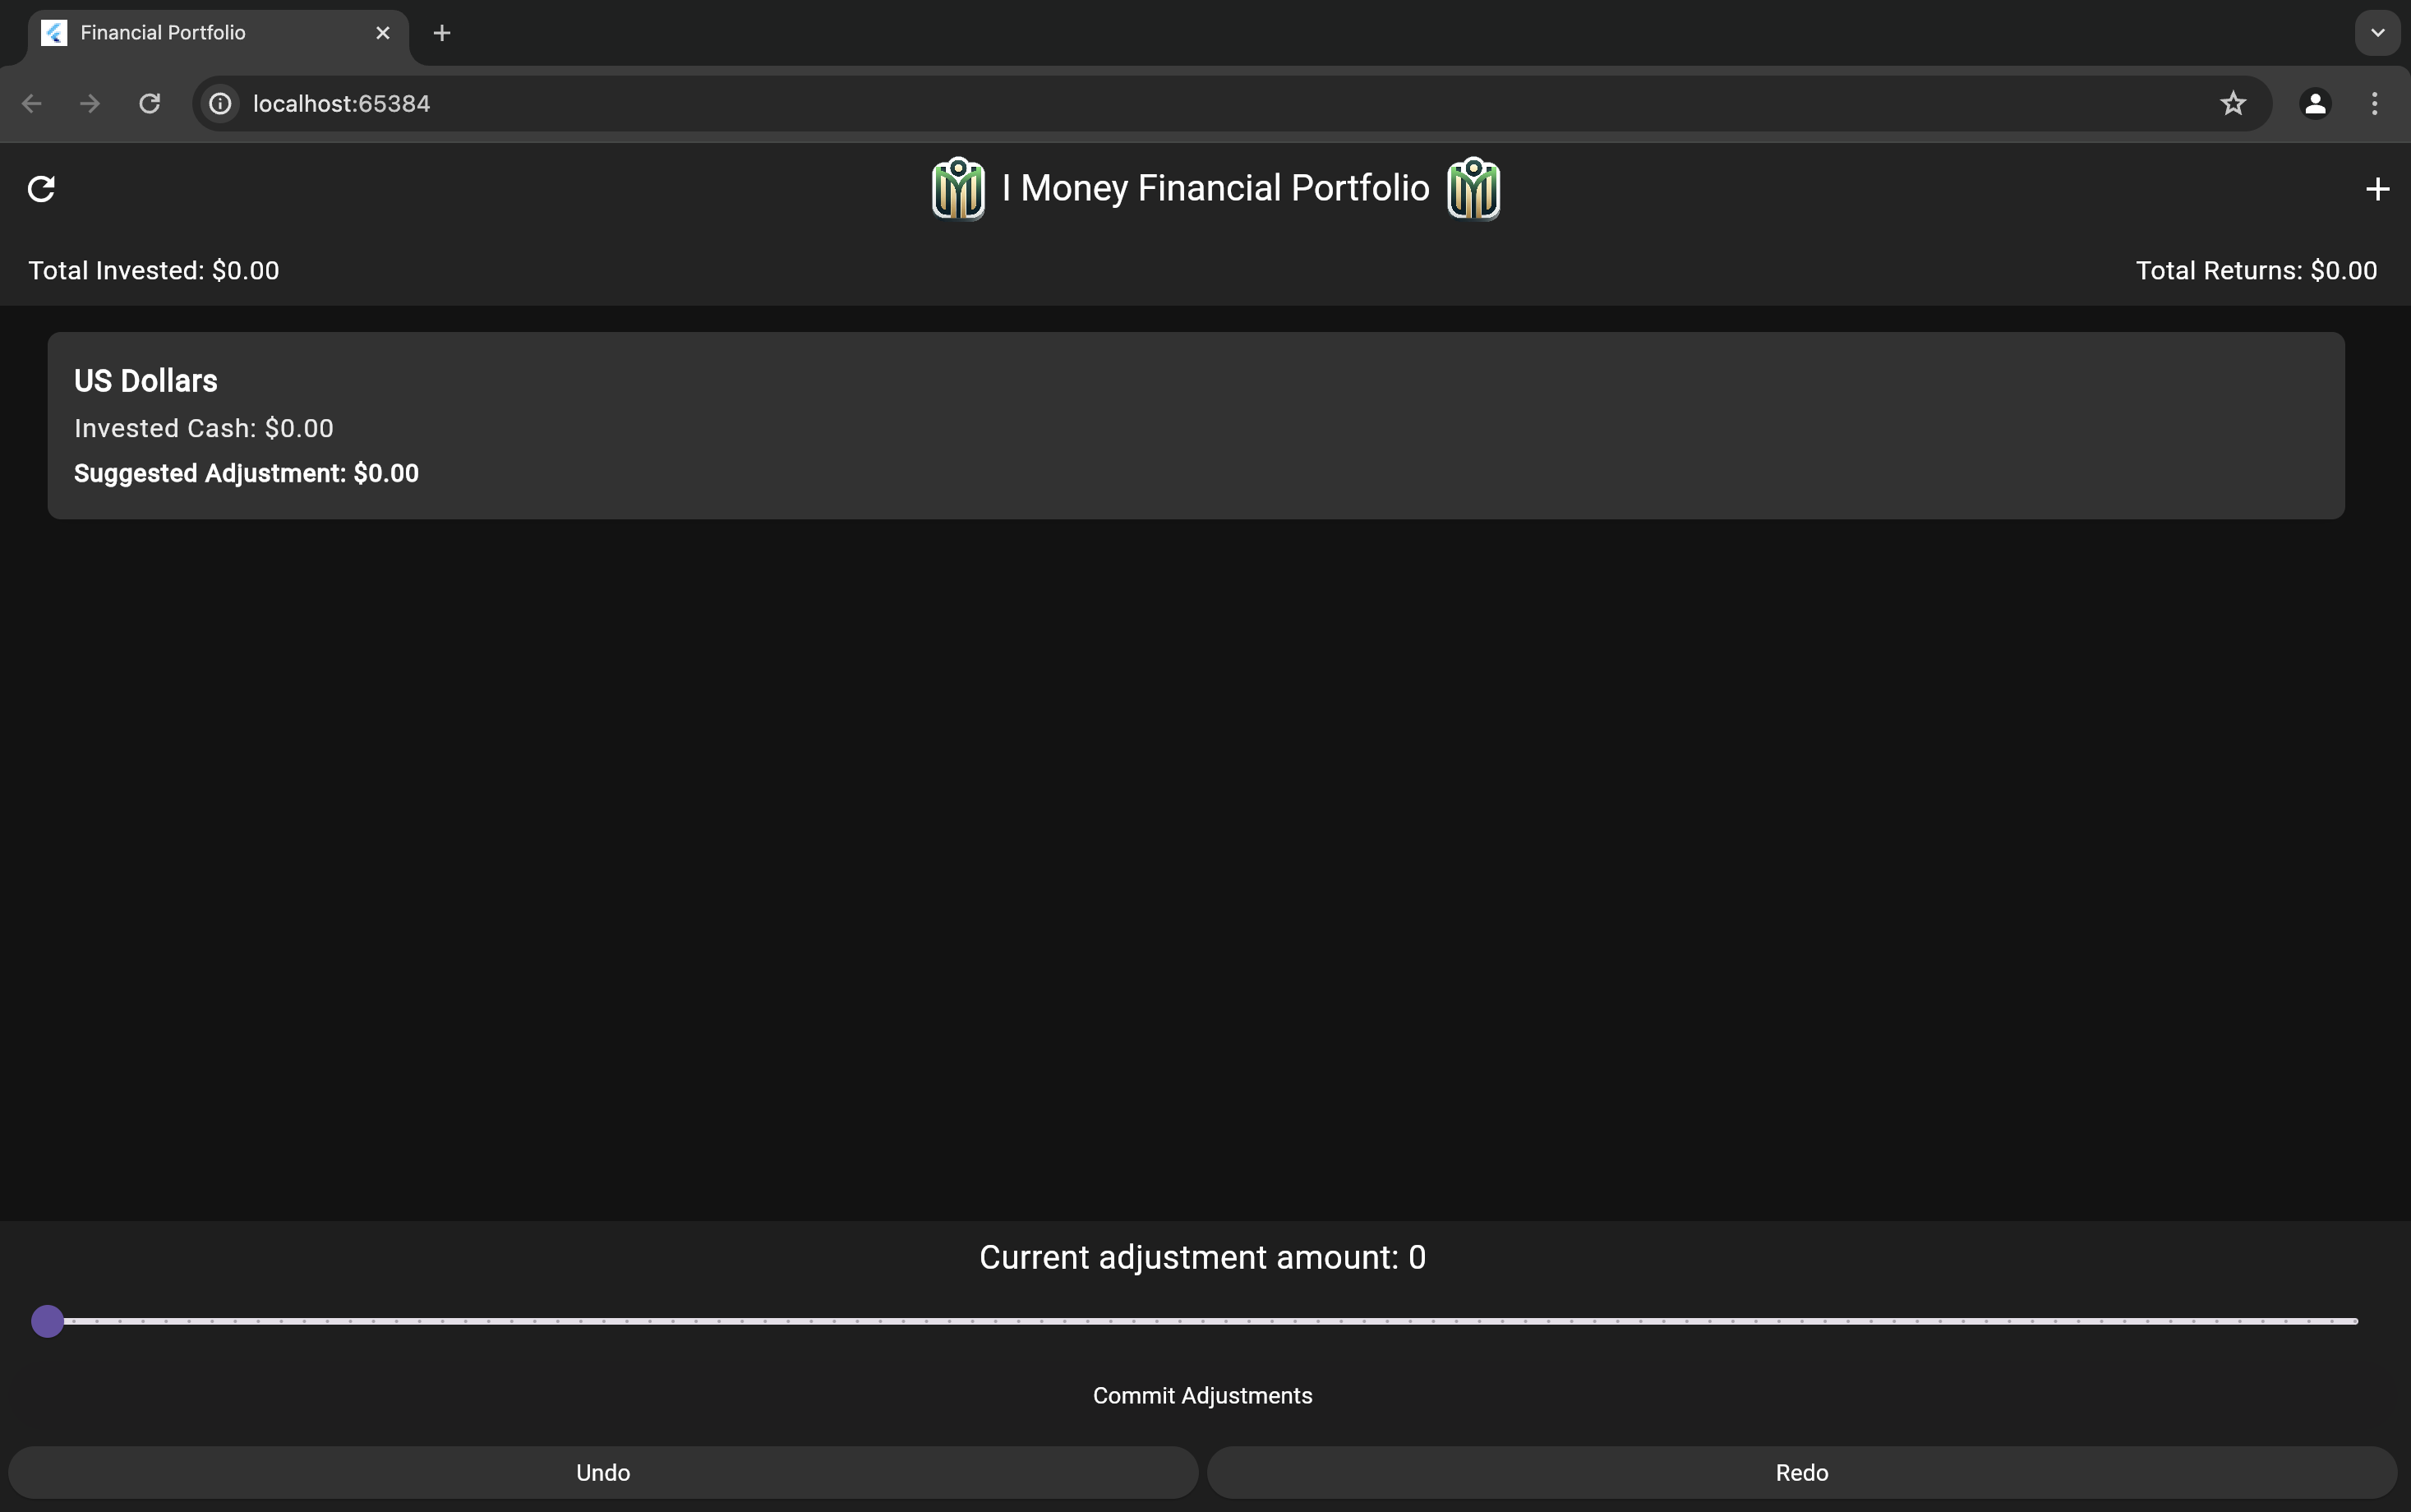 Financial Portfolio
localhost:65384
I Money Financial Portfolio
Total Invested: $0.00
Total Returns: $0.00
US Dollars
Invested Cash: $0.00
Suggested Adjustment: $0.00
Current adjustment amount: 0
Commit Adjustments
Undo
Redo